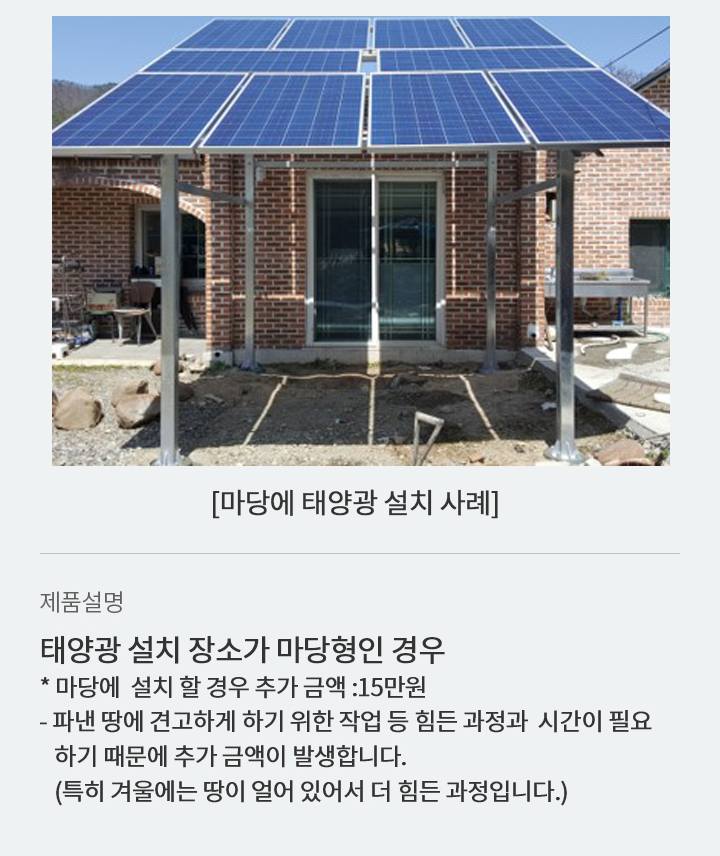 [마당에 태양광 설치 사례]
제품설명
태양광 설치 장소가 마당형인 경우
* 마당에 설치 할 경우 추가 금액 :15만원
- 파낸 땅에 견고하게 하기 위한 작업 등 힘든 과정과 시간이 필요
하기 때문에 추가 금액이 발생합니다.
(특히 겨울에는 땅이 얼어 있어서 더 힘든 과정입니다.)